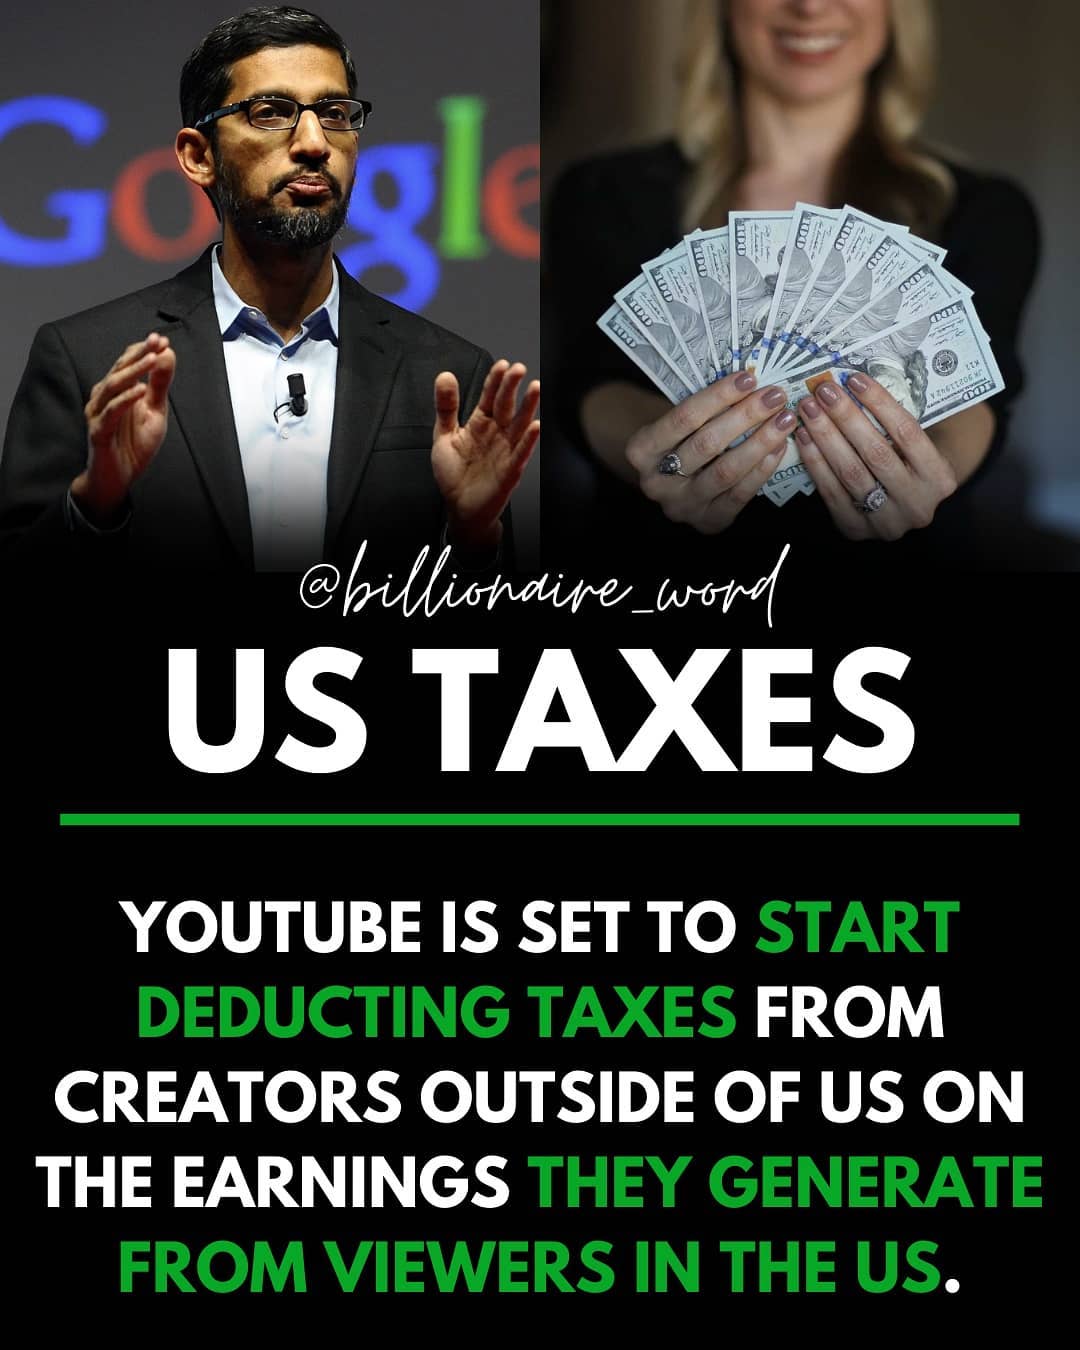 Google
@billionaire_word
US TAXES
YOUTUBE IS SET TO START
DEDUCTING TAXES FROM
CREATORS OUTSIDE OF US ON
THE EARNINGS THEY GENERATE
FROM VIEWERS IN THE US.